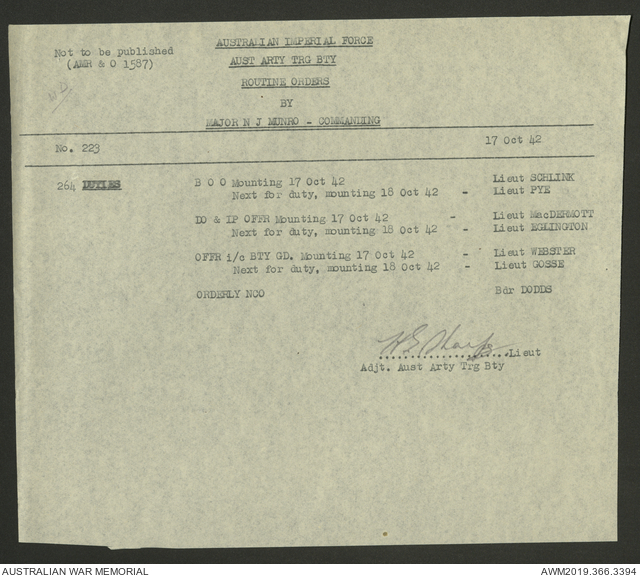 AUSTRALIAN IMPERIAL FORCE
Not to be published
(AMR & O 1587)
AUST ARTY TRG BTY
ROUTINE ORDERS
BY
MAJOR N J MUNRO - COMMANDING
No. 223 17 Oct 42
264 DUTIES B O O Mounting 17 Oct 42 Lieut SCHLINK
Next for duty, mounting 18 Oct 42 - Lieut PYE
DO & IP OFFR Mounting 17 Oct 42 - Lieut MacDERMOTT
Next for duty, mounting 18 Oct 42 - Lieut EGLINGTON
OFFR i/c BTY GD. Mounting 17 Oct 42 - Lieut WEBSTER
Next for duty, mounting 18 Oct 42 - Lieut GOSSE
ORDERLY NCO Bdr DODDS
.......................Lieut
Adjt. Aust Arty Trg Bty
AUSTRALIAN WAR MEMORIAL AWM2019.366.3394